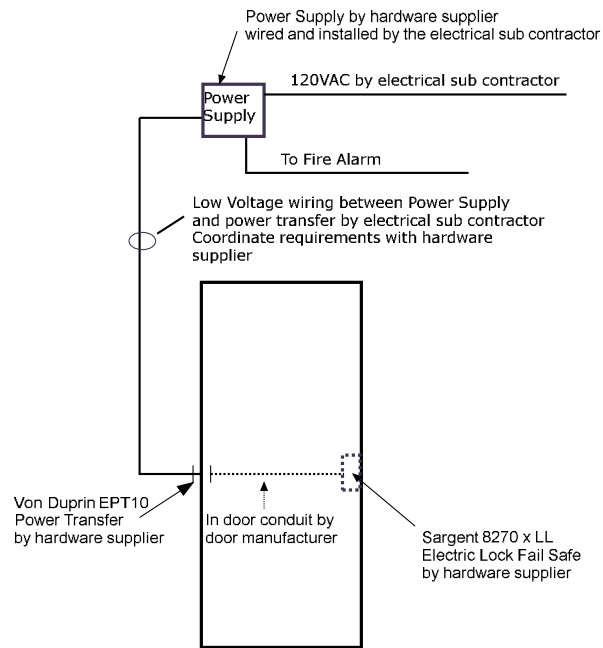 Power Supply by hardware supplier
wired and installed by the electrical sub contractor
120VAC by electrical sub contractor
Power
Supply
To Fire Alarm
Low Voltage wiring between Power Supply
and power transfer by electrical sub contractor
Coordinate requirements with hardware
supplier
Von Duprin EPT10
Power Transfer
by hardware supplier
In door conduit by
door manufacturer
Sargent 8270 x LL
Electric Lock Fail Safe
by hardware supplier